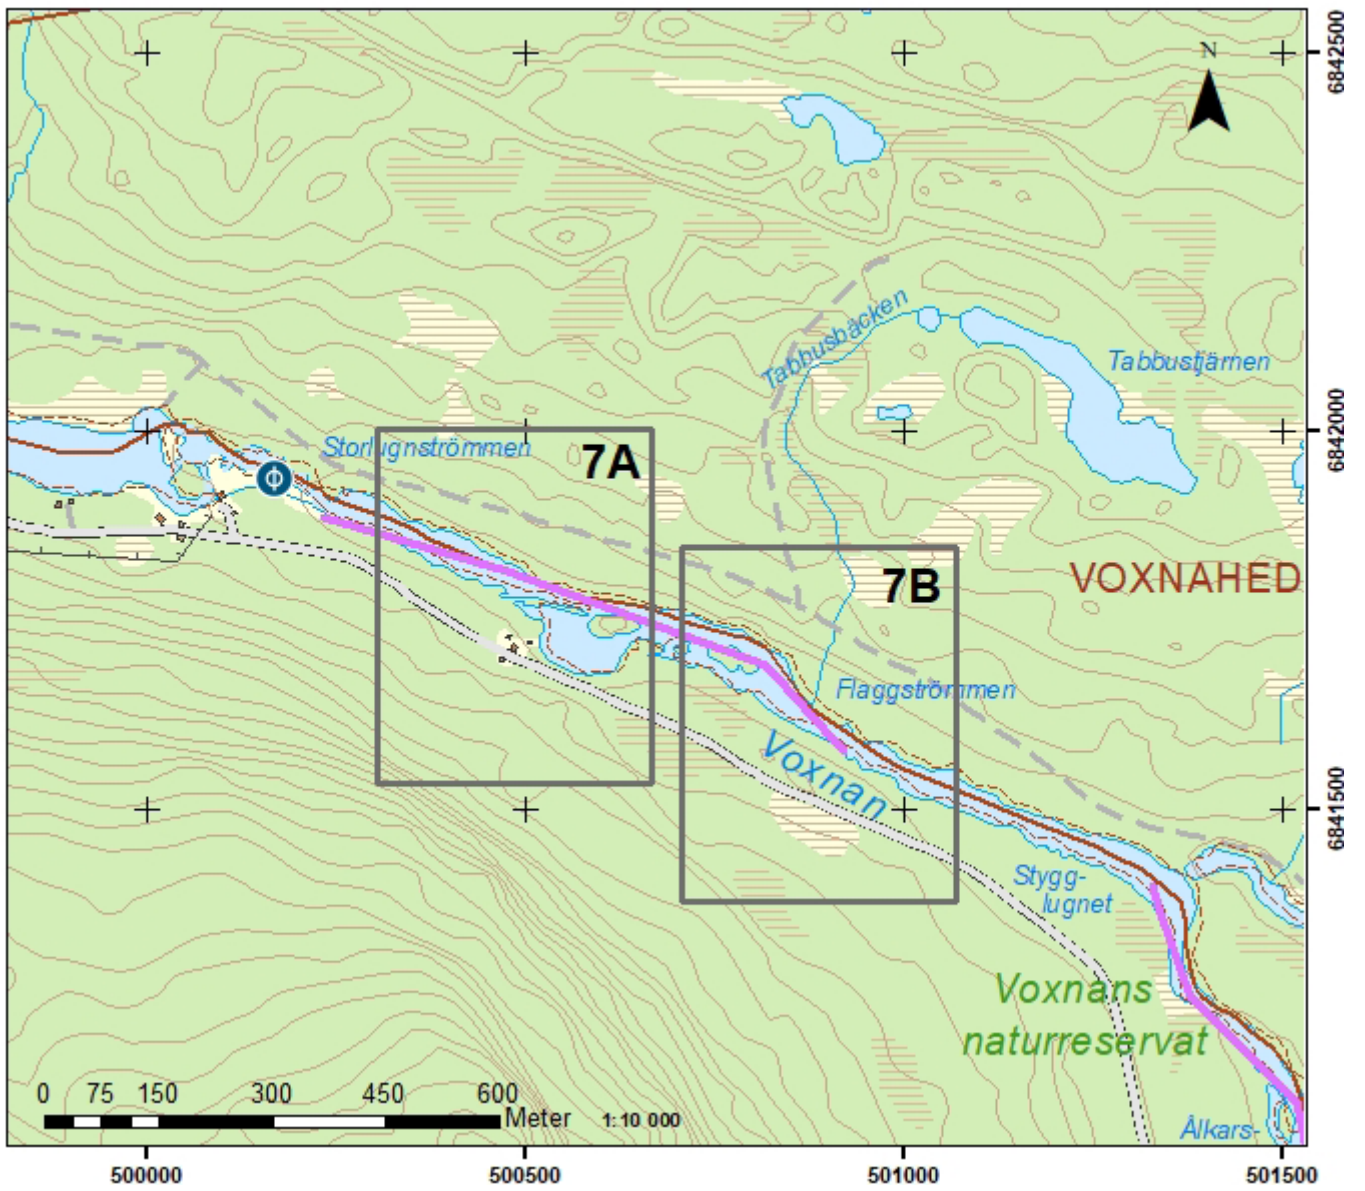 N
6842500
Tabbusbäcken
Tabbustjärnen
6842000
Storlugnströmmen
7A
7B
VOXNAHED
Flaggströmmen
Voxnan
6841500
Stygg-
lugnet
Voxnans
naturreservat
0 75 150 300 450 600
Meter 1:10 000
Ålkars-
500000 500500 501000 501500